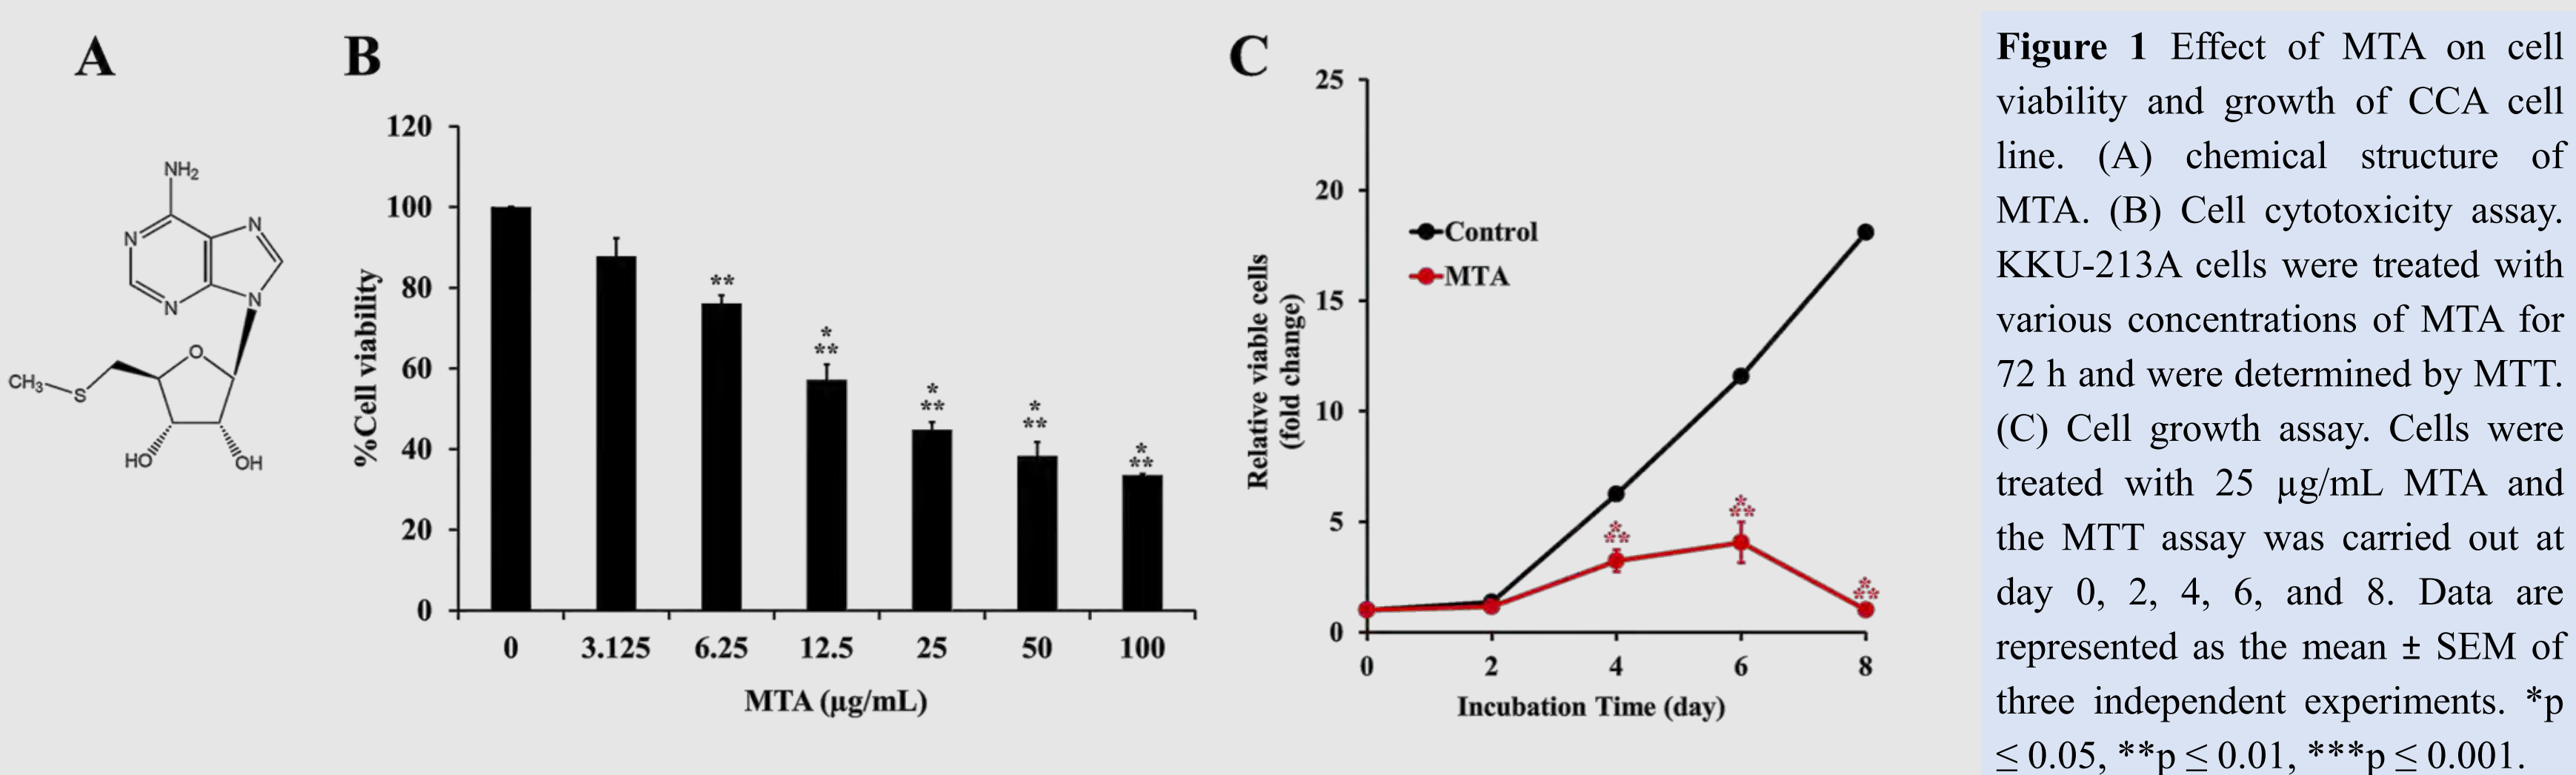 A
NH2
N
N
N
N
O
CH3
S
HO
OH
B
120
100
80
60
40
20
0
%Cell viability
**
*
**
*
**
*
**
*
**
0 3.125 6.25 12.5 25 50 100
MTA (µg/mL)
C
25
20
15
10
5
0
Relative viable cells
(fold change)
Control
MTA
*
**
*
**
*
**
0 2 4 6 8
Incubation Time (day)
Figure 1 Effect of MTA on cell
viability and growth of CCA cell
line. (A) chemical structure of
MTA. (B) Cell cytotoxicity assay.
KKU-213A cells were treated with
various concentrations of MTA for
72 h and were determined by MTT.
(C) Cell growth assay. Cells were
treated with 25 µg/mL MTA and
the MTT assay was carried out at
day 0, 2, 4, 6, and 8. Data are
represented as the mean ± SEM of
three independent experiments. *p
≤ 0.05, **p ≤ 0.01, ***p ≤ 0.001.